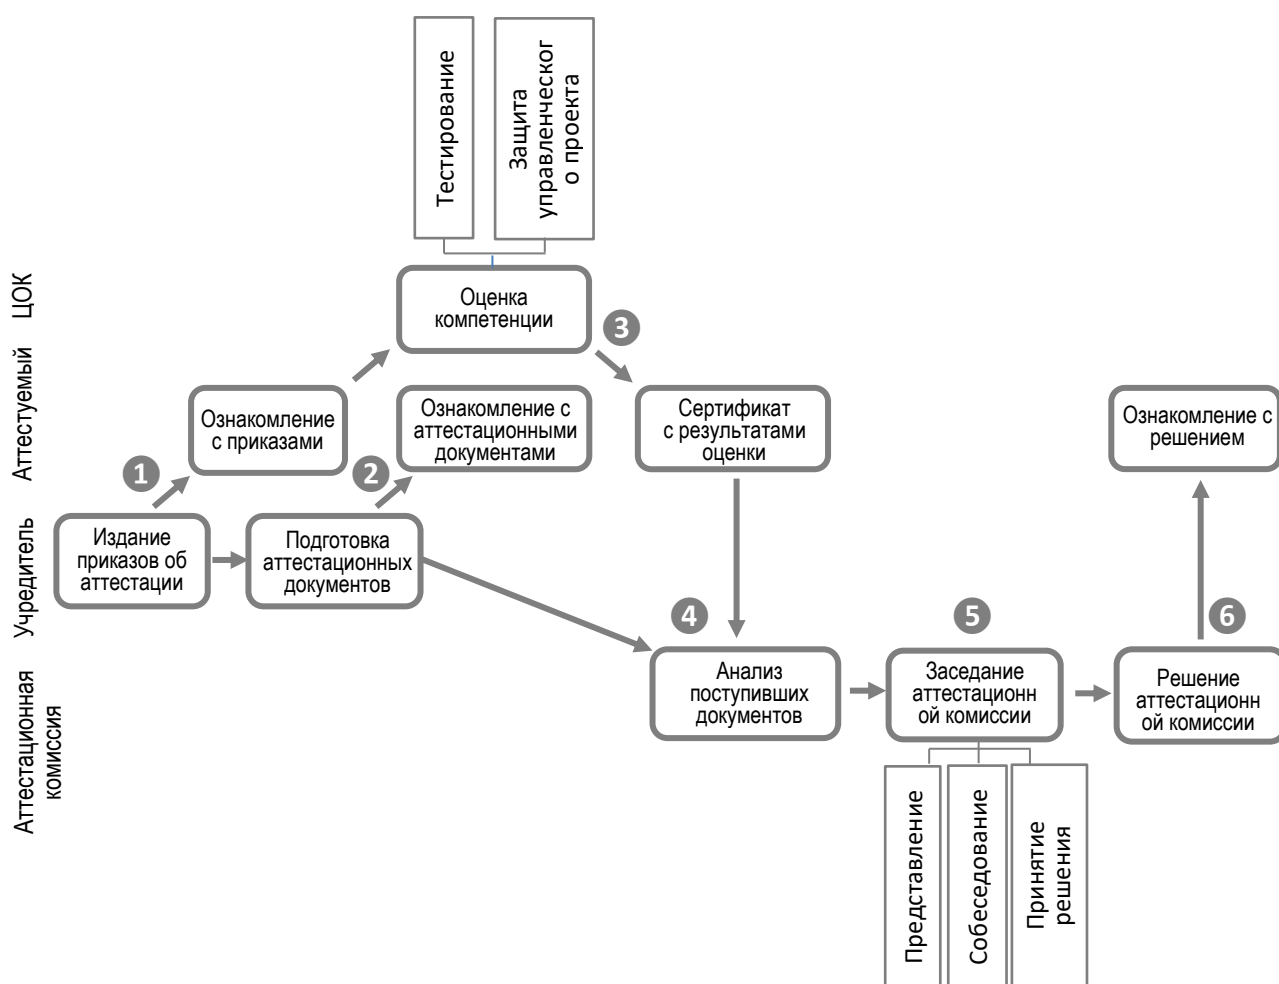 Тестирование
Защита
управленческог
о проекта
ЦОК
Оценка
компетенции
3
Аттестуемый
Ознакомление
с приказами
Ознакомление с
аттестационными
документами
Сертификат
с результатами
оценки
Ознакомление с
решением
1
2
Учредитель
Издание
приказов об
аттестации
Подготовка
аттестационных
документов
4
5
6
Аттестационная
комиссия
Анализ
поступивших
документов
Заседание
аттестационн
ой комиссии
Решение
аттестационн
ой комиссии
Представление
Собеседование
Принятие
решения